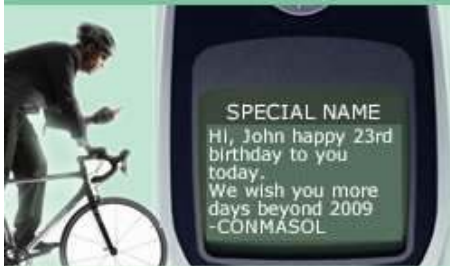 SPECIAL NAME
Hi, John happy 23rd
birthday to you
today.
We wish you more
days beyond 2009
-CONMASOL